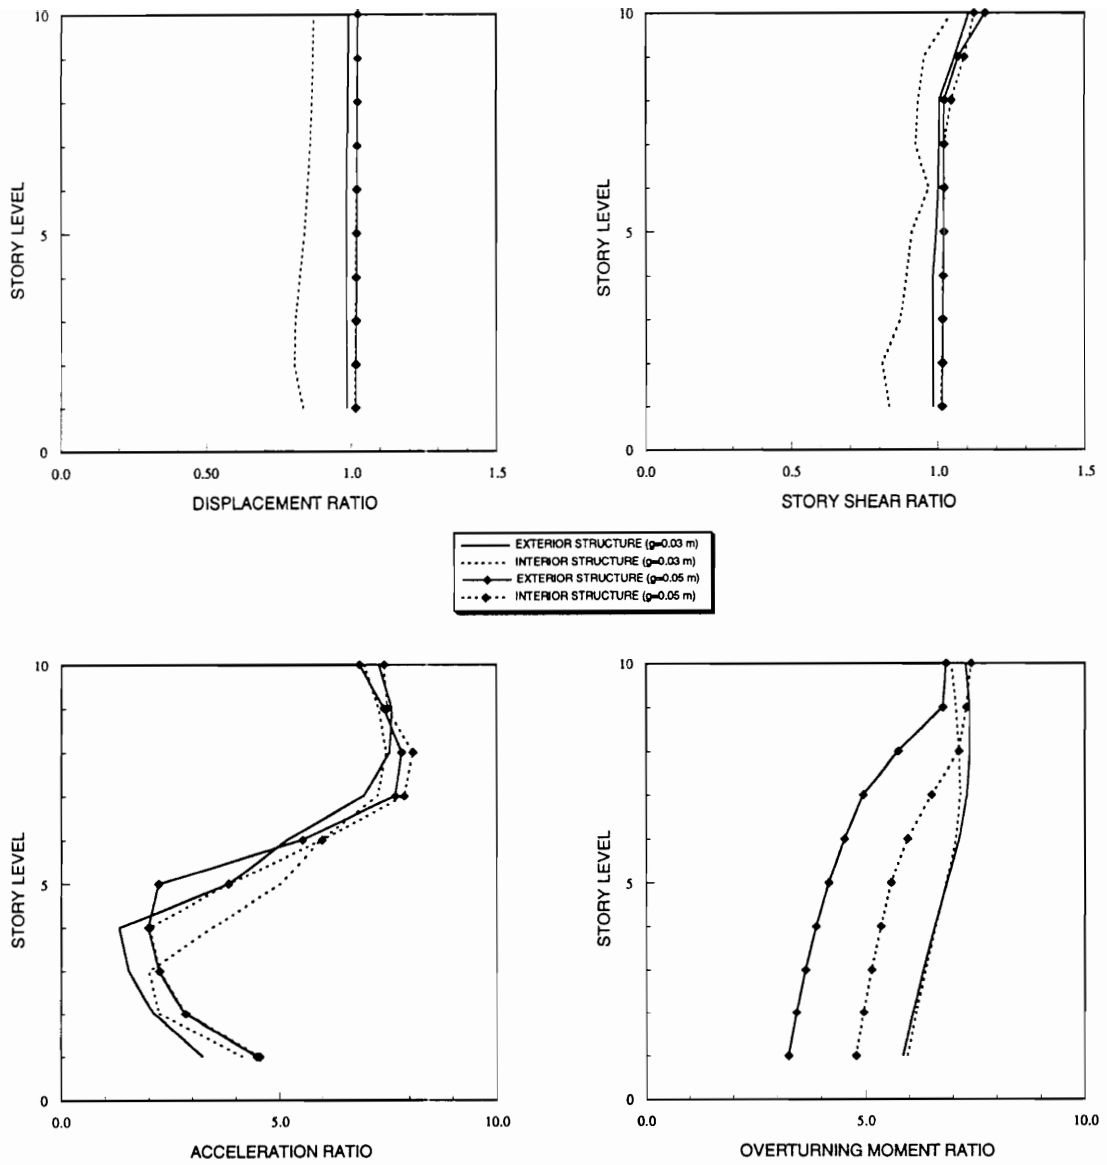 10
5
0
STORY LEVEL
0.0 0.50 1.0 1.5
DISPLACEMENT RATIO
10
5
0
STORY LEVEL
0.0 0.5 1.0 1.5
STORY SHEAR RATIO
EXTERIOR STRUCTURE (g=0.03 m)
INTERIOR STRUCTURE (g=0.03 m)
EXTERIOR STRUCTURE (g=0.05 m)
INTERIOR STRUCTURE (g=0.05 m)
10
5
0
STORY LEVEL
0.0 5.0 10.0
ACCELERATION RATIO
10
5
0
STORY LEVEL
0.0 5.0 10.0
OVERTURNING MOMENT RATIO